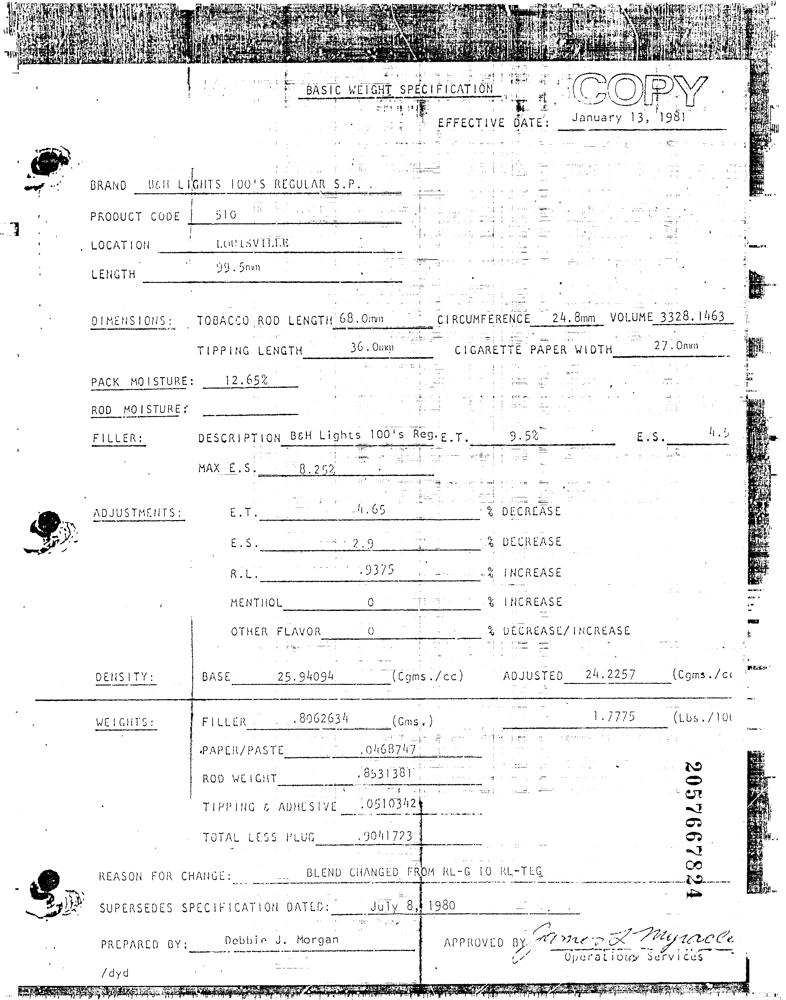 COPY
BASIC WEIGHT SPECIFICATION
EFFECTIVE DATE: January 13, 1981
BRAND B&H LIGHTS 100'S REGULAR S.P.
PRODUCT CODE 510
LOCATION LOUISVILLE
LENGTH 99.5mm
DIMENSIONS: TOBACCO ROD LENGTH 68.0mm CIRCUMFERENCE 24.8mm VOLUME 3328.1463
TIPPING LENGTH 36.0mm CIGARETTE PAPER WIDTH 27.0mm
PACK MOISTURE: 12.65%
ROD MOISTURE:
FILLER: DESCRIPTION B&H Lights 100's Reg. E.T. 9.5% E.S. 4.5
MAX E.S. 8.25%
ADJUSTMENTS: E.T. 4.65 % DECREASE
E.S. 2.9 % DECREASE
R.L. .9375 % INCREASE
MENTHOL 0 % INCREASE
OTHER FLAVOR 0 % DECREASE/INCREASE
DENSITY: BASE 25.94094 (Cgms./cc) ADJUSTED 24.2257 (Cgms./cc
WEIGHTS: FILLER .8062634 (Gms.) 1.7775 (Lbs./100
PAPER/PASTE .0468747
ROD WEIGHT .8531381
TIPPING & ADHESIVE .0510342
TOTAL LESS PLUG .9041723
2057667824
REASON FOR CHANGE: BLEND CHANGED FROM RL-G TO RL-TEG
SUPERSEDES SPECIFICATION DATED: July 8, 1980
PREPARED BY: Debbie J. Morgan APPROVED BY James L Myracle
Operations Services
/dyd